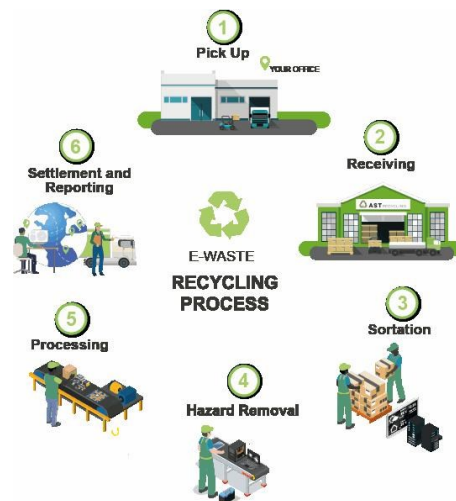 1
Pick Up
YOUR OFFICE
2
Receiving
AST
3
Sortation
4
Hazard Removal
5
Processing
6
Settlement and
Reporting
E-WASTE
RECYCLING
PROCESS